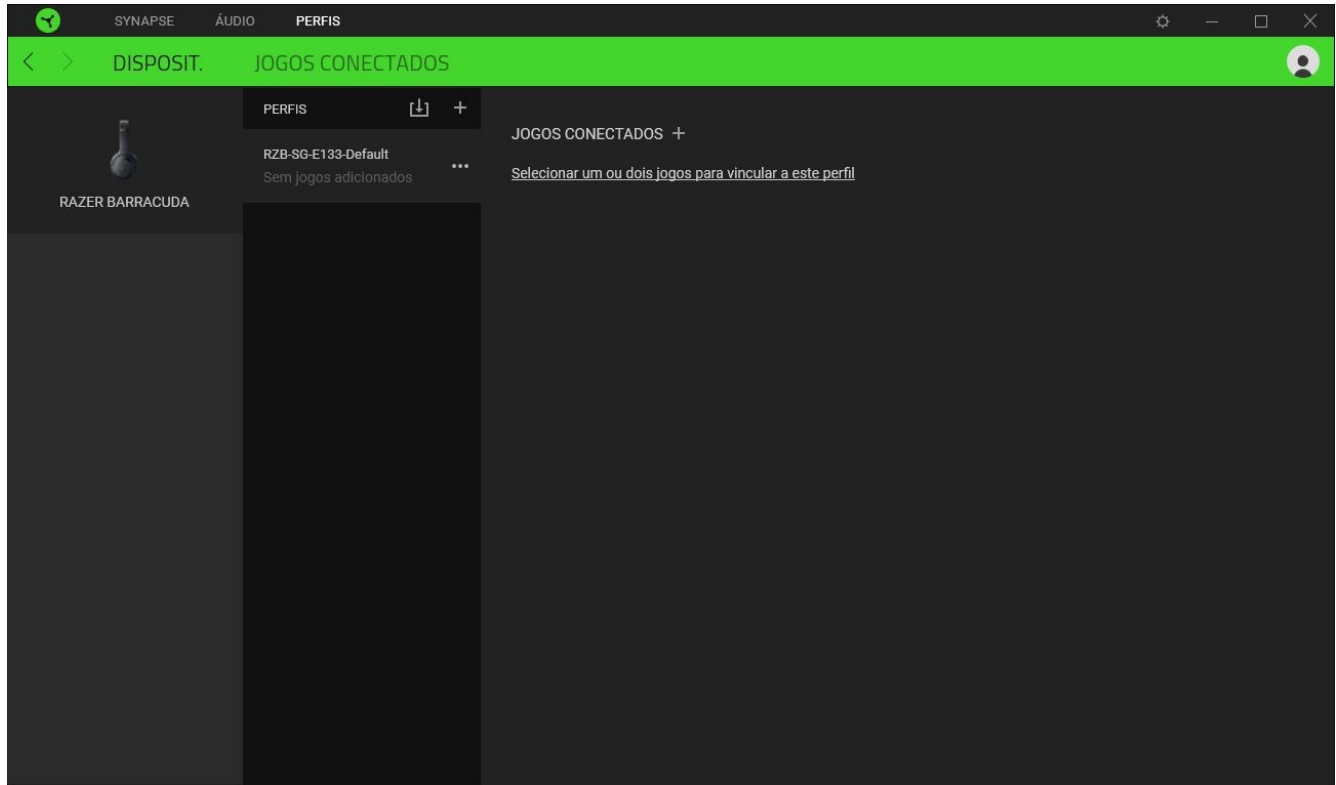 SYNAPSE ÁUDIO PERFIS
DISPOSIT. JOGOS CONECTADOS
RAZER BARRACUDA
PERFIS
RZB-SG-E133-Default
Sem jogos adicionados
JOGOS CONECTADOS +
Selecionar um ou dois jogos para vincular a este perfil